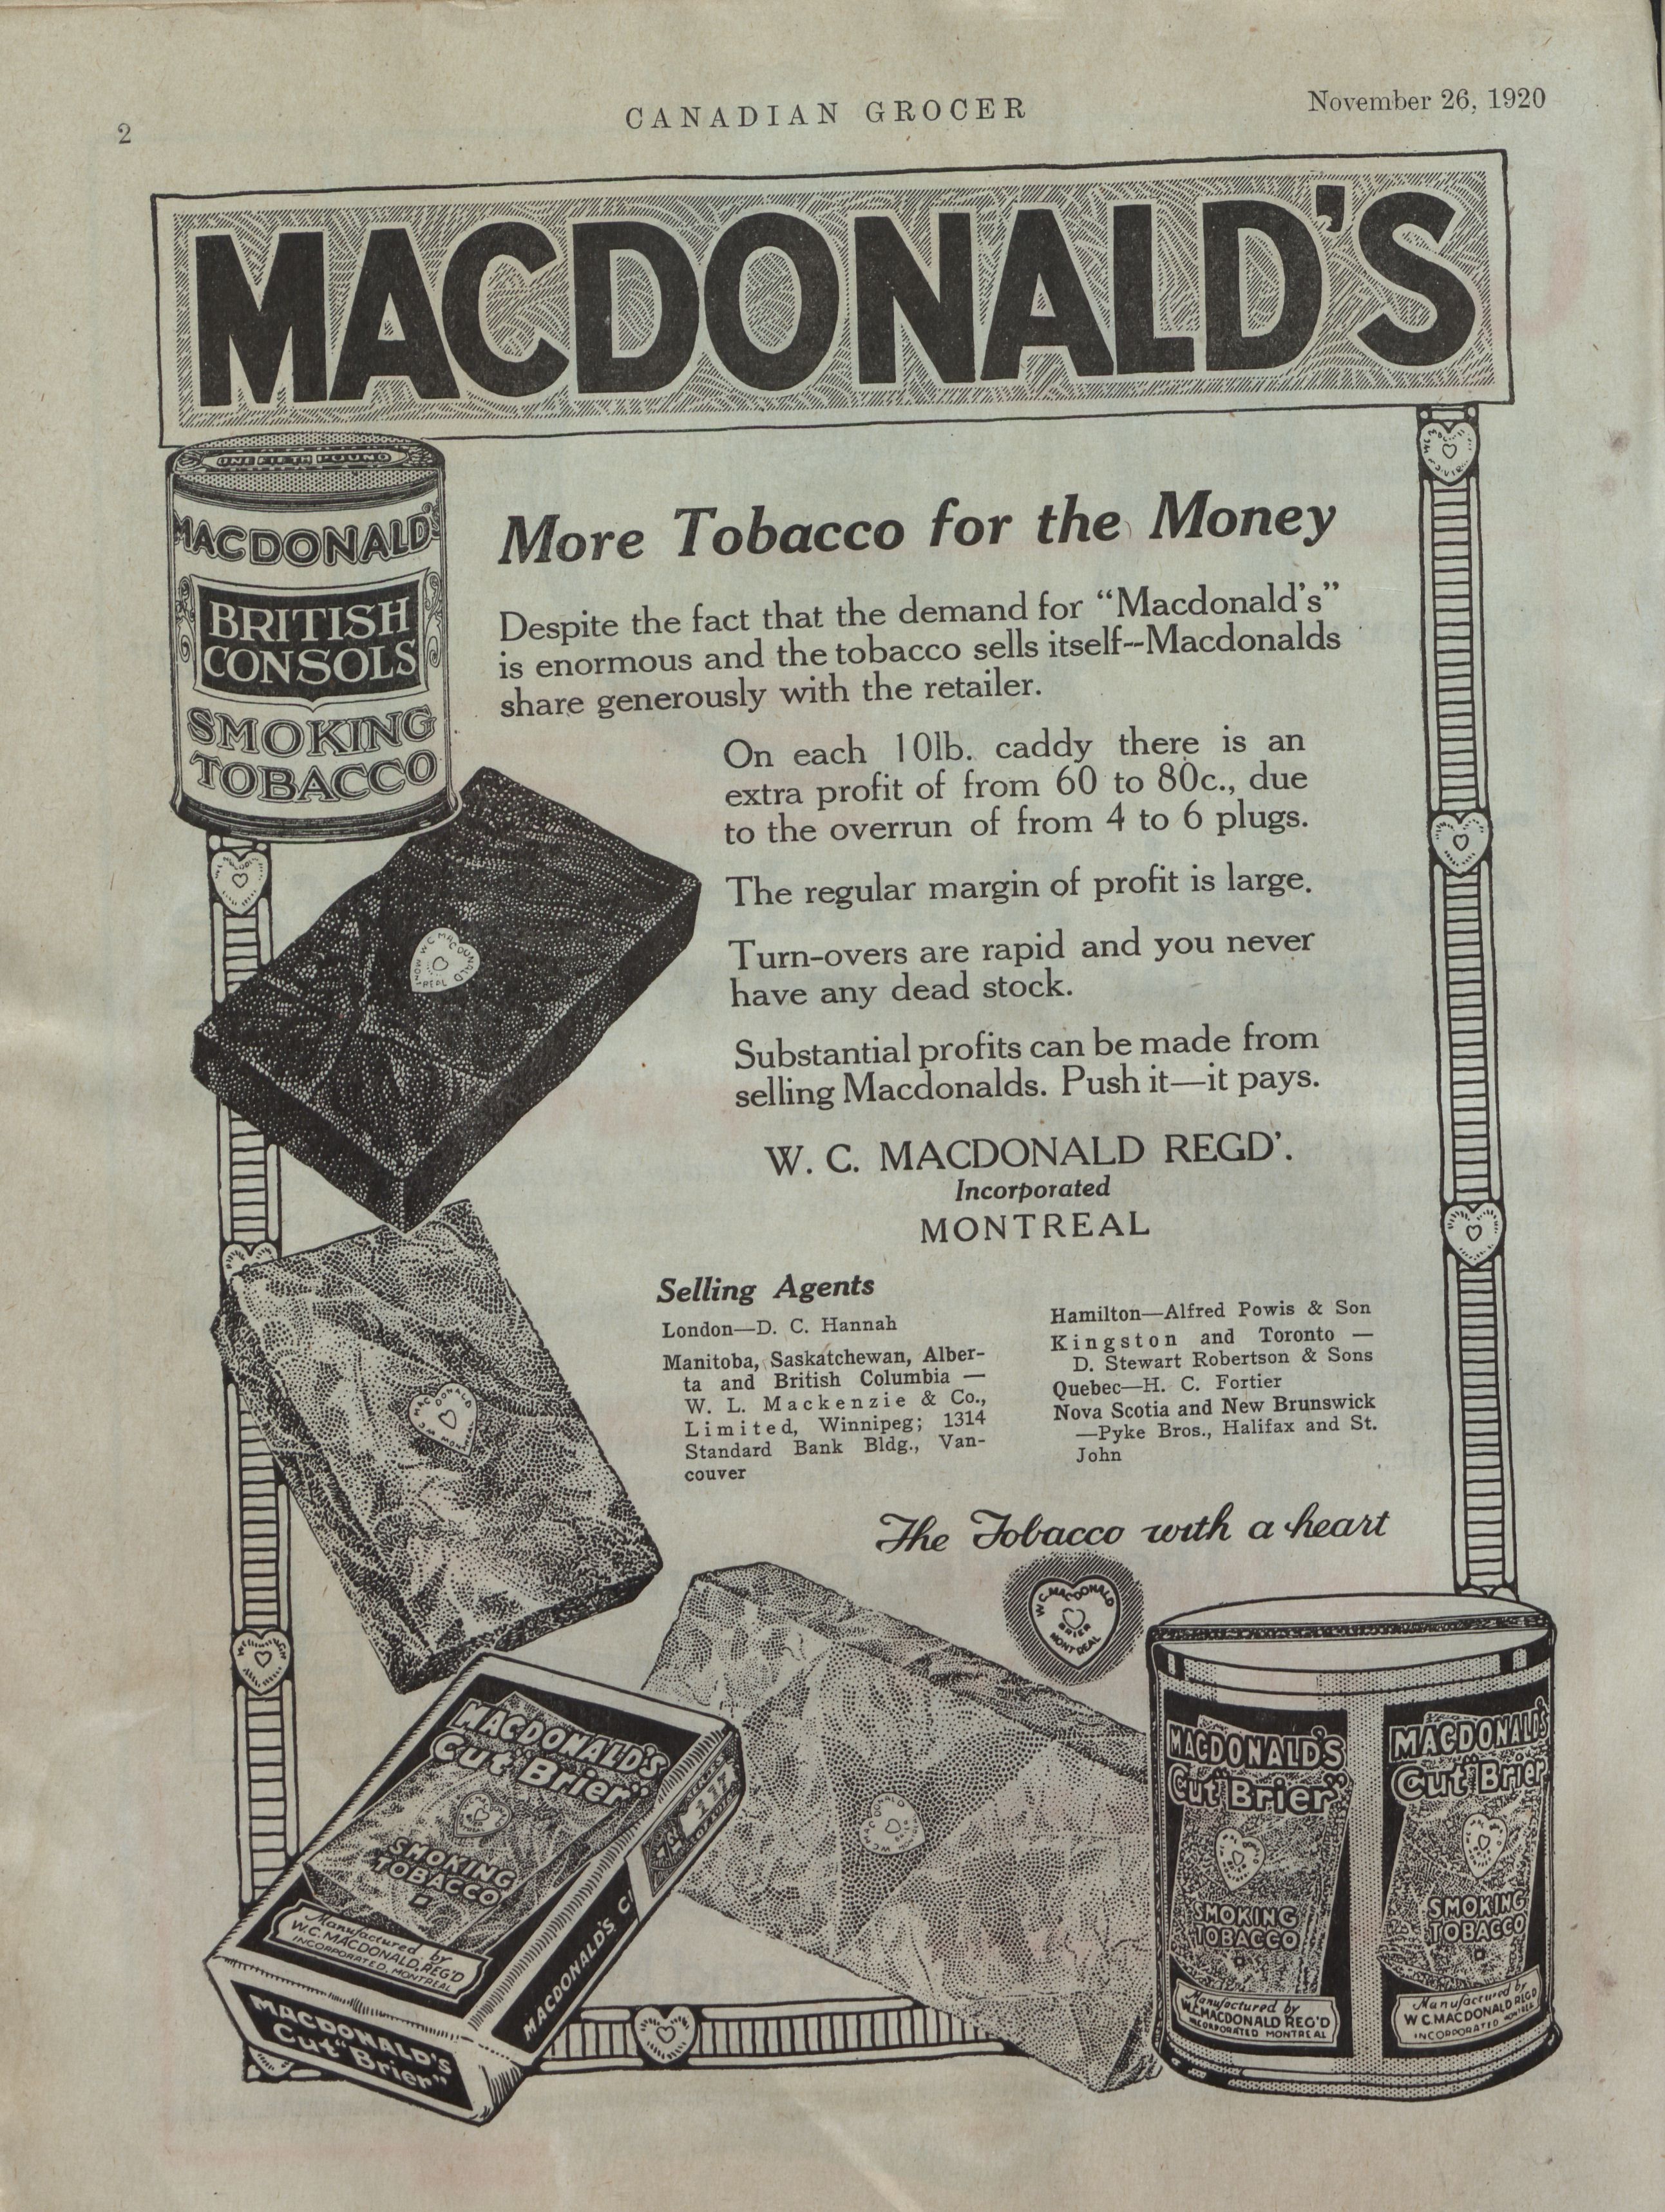 2
CANADIAN GROCER
November 26, 1920
MACDONALD'S
ONE FIFTH POUND
MACDONALD'S
BRITISH
CONSOLS
SMOKING
TOBACCO
More Tobacco for the Money
Despite the fact that the demand for “Macdonald's”
is enormous and the tobacco sells itself--Macdonalds
share generously with the retailer.
On each 10lb. caddy there is an
extra profit of from 60 to 80c., due
to the overrun of from 4 to 6 plugs.
The regular margin of profit is large.
Turn-overs are rapid and you never
have any dead stock.
Substantial profits can be made from
selling Macdonalds. Push it—it pays.
W. C. MACDONALD REGD'.
Incorporated
MONTREAL
W C MACDONALD
MONTREAL
W C MACDONALD
Selling Agents
London—D. C. Hannah
Manitoba, Saskatchewan, Alber-
ta and British Columbia —
W. L. Mackenzie & Co.,
Limited, Winnipeg; 1314
Standard Bank Bldg., Van-
couver
Hamilton—Alfred Powis & Son
Kingston and Toronto —
D. Stewart Robertson & Sons
Quebec—H. C. Fortier
Nova Scotia and New Brunswick
—Pyke Bros., Halifax and St.
John
The Tobacco with a heart
W.C. MACDONALD
BRIER
MONTREAL
MACDONALD'S
Cut "Brier"
SMOKING
TOBACCO
Manufactured by
W.C. MACDONALD, REG'D
INCORPORATED, MONTREAL
MACDONALD'S
Cut "Brier"
MACDONALD'S
MACDONALD'S
Cut "Brier"
SMOKING
TOBACCO
Manufactured by
W.C. MACDONALD REG'D
INCORPORATED MONTREAL
MACDONALD'S
Cut "Brier
SMOKING
TOBACCO
Manufactured by
W C. MACDONALD REGD
INCORPORATED